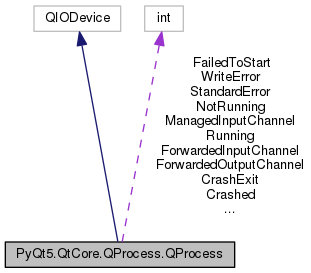 QIODevice
int
FailedToStart
WriteError
StandardError
NotRunning
ManagedInputChannel
Running
ForwardedInputChannel
ForwardedOutputChannel
CrashExit
Crashed
...
PyQt5.QtCore.QProcess.QProcess